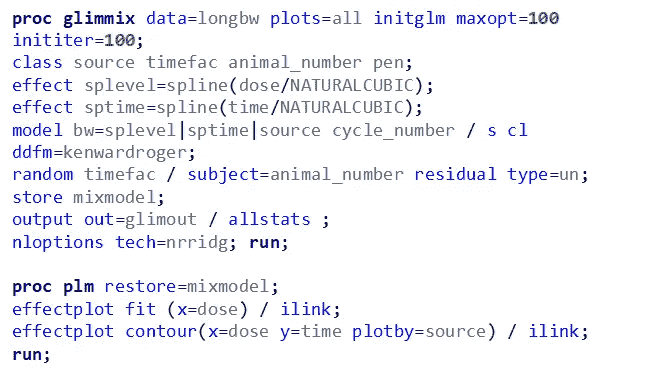 proc glimmix data=longbw plots=all initglm maxopt=100
inititer=100;
class source timefac animal_number pen;
effect splevel=spline(dose/NATURALCUBIC);
effect sptime=spline(time/NATURALCUBIC);
model bw=splevel|sptime|source cycle_number / s cl
ddfm=kenwardroger;
random timefac / subject=animal_number residual type=un;
store mixmodel;
output out=glimout / allstats ;
nloptions tech=nrridg; run;
proc plm restore=mixmodel;
effectplot fit (x=dose) / ilink;
effectplot contour(x=dose y=time plotby=source) / ilink;
run;